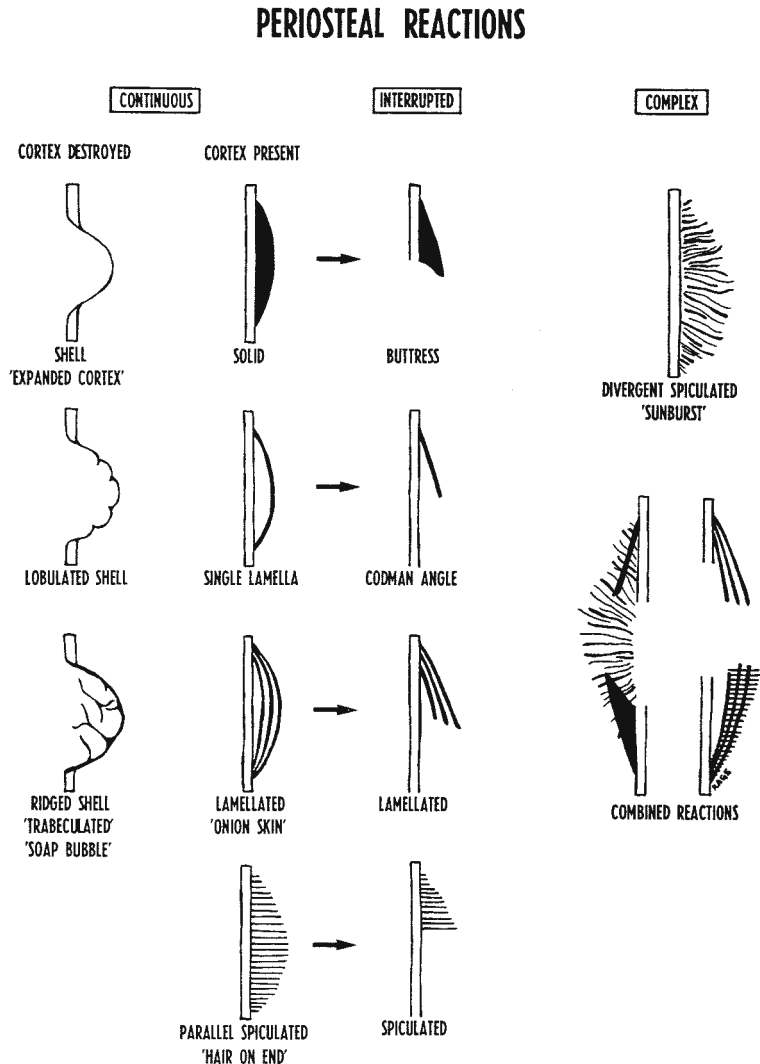 PERIOSTEAL REACTIONS
CONTINUOUS
INTERRUPTED
COMPLEX
CORTEX DESTROYED
CORTEX PRESENT
SHELL
'EXPANDED CORTEX'
SOLID
BUTTRESS
DIVERGENT SPICULATED
'SUNBURST'
LOBULATED SHELL
SINGLE LAMELLA
CODMAN ANGLE
RIDGED SHELL
'TRABECULATED'
'SOAP BUBBLE'
LAMELLATED
'ONION SKIN'
LAMELLATED
COMBINED REACTIONS
PARALLEL SPICULATED
'HAIR ON END'
SPICULATED